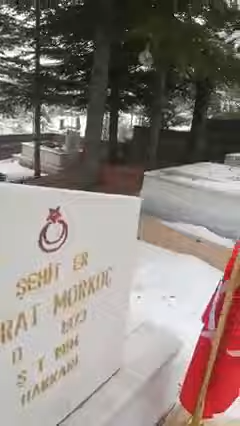 ŞEHİT ER
RAT MORKOÇ
D 1973
Ş. T. 1994
HAKKARİ